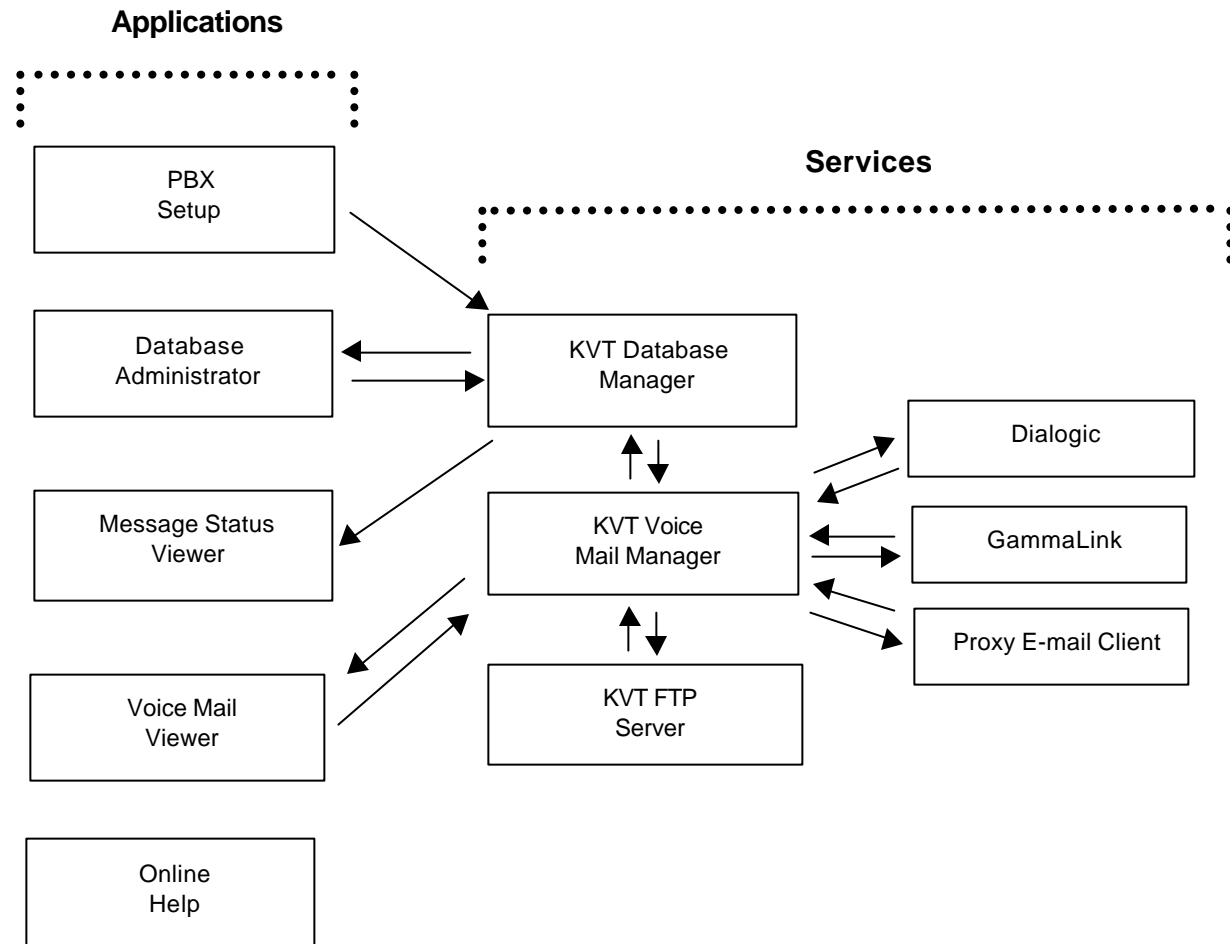 Applications
PBX
Setup
Database
Administrator
Message Status
Viewer
Voice Mail
Viewer
Online
Help
Services
KVT Database
Manager
KVT Voice
Mail Manager
KVT FTP
Server
Dialogic
GammaLink
Proxy E-mail Client